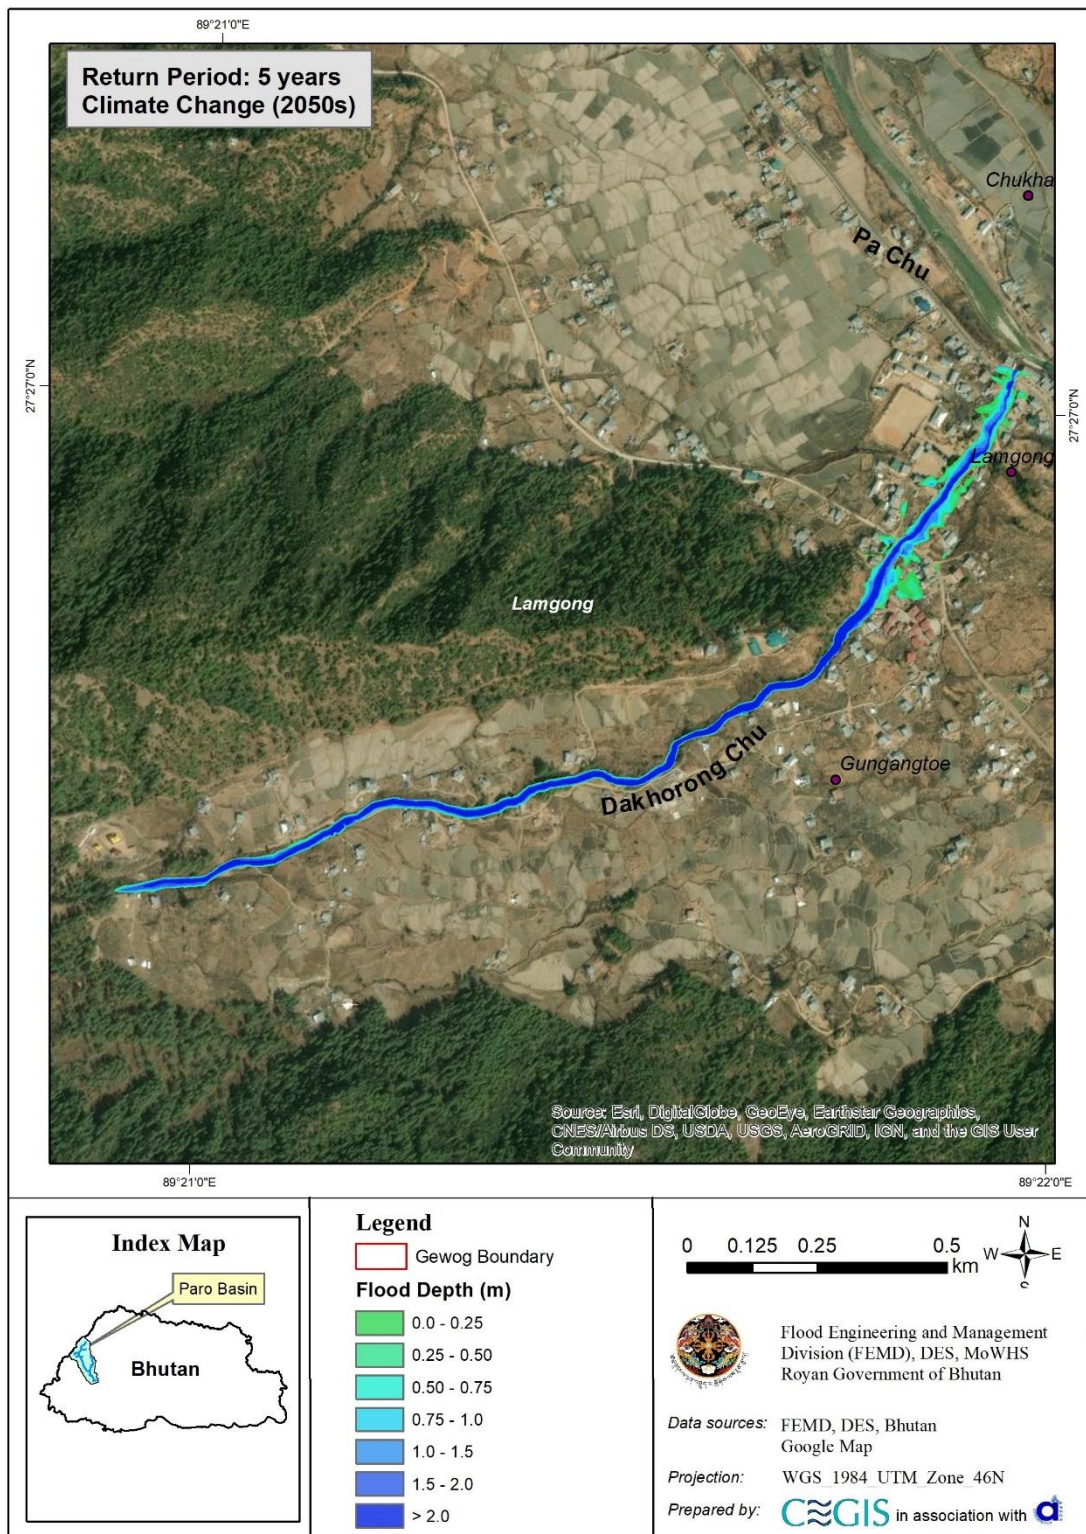 89°21'0"E
Return Period: 5 years
Climate Change (2050s)
Chukha
Pa Chu
27°27'0"N
27°27'0"N
Lamgong
Lamgong
Gungangtoe
Dakhorong Chu
Source: Esri, DigitalGlobe, GeoEye, Earthstar Geographics,
CNES/Airbus DS, USDA, USGS, AeroGRID, IGN, and the GIS User
Community
89°21'0"E
89°22'0"E
Index Map
Paro Basin
Bhutan
Legend
Gewog Boundary
Flood Depth (m)
0.0 - 0.25
0.25 - 0.50
0.50 - 0.75
0.75 - 1.0
1.0 - 1.5
1.5 - 2.0
> 2.0
0 0.125 0.25 0.5
km
N
W E
S
Flood Engineering and Management
Division (FEMD), DES, MoWHS
Royan Government of Bhutan
Data sources: FEMD, DES, Bhutan
Google Map
Projection: WGS_1984_UTM_Zone_46N
Prepared by: CEGIS in association with